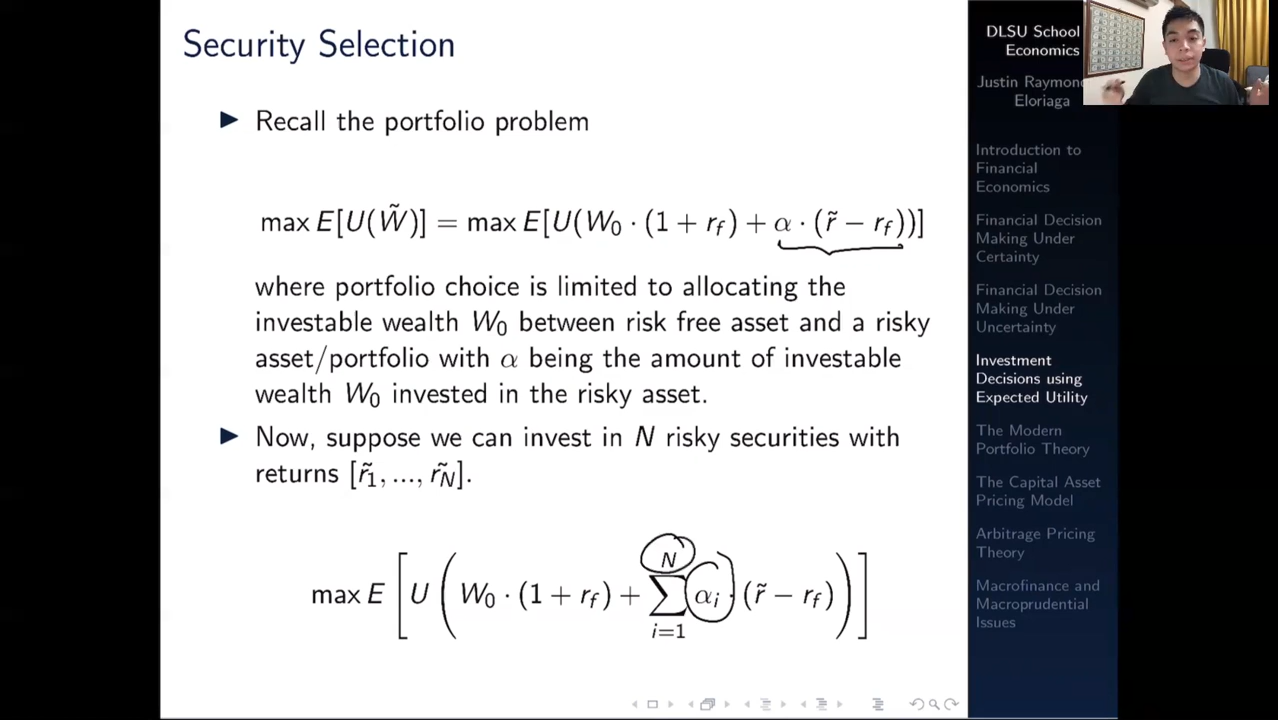 Security Selection
Recall the portfolio problem
max E[U(W̃)] = max E[U(W₀ · (1 + r_f) + α · (r̃ − r_f))]
where portfolio choice is limited to allocating the
investable wealth W₀ between risk free asset and a risky
asset/portfolio with α being the amount of investable
wealth W₀ invested in the risky asset.
Now, suppose we can invest in N risky securities with
returns [r̃₁, ..., r̃_N].
max E [ U ( W₀ · (1 + r_f) + ∑_{i=1}^{N} α_i · (r̃ − r_f) ) ]
DLSU School
Economics
Justin Raymon
Eloriaga
Introduction to
Financial
Economics
Financial Decision
Making Under
Certainty
Financial Decision
Making Under
Uncertainty
Investment
Decisions using
Expected Utility
The Modern
Portfolio Theory
The Capital Asset
Pricing Model
Arbitrage Pricing
Theory
Macrofinance and
Macroprudential
Issues